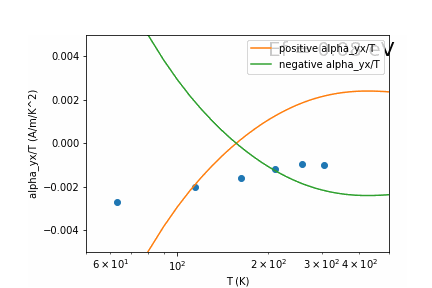 positive alpha_yx/T
negative alpha_yx/T
0.004
0.002
0.000
−0.002
−0.004
alpha_yx/T (A/m/K^2)
6 × 10¹
10²
2 × 10²
3 × 10²
4 × 10²
T (K)